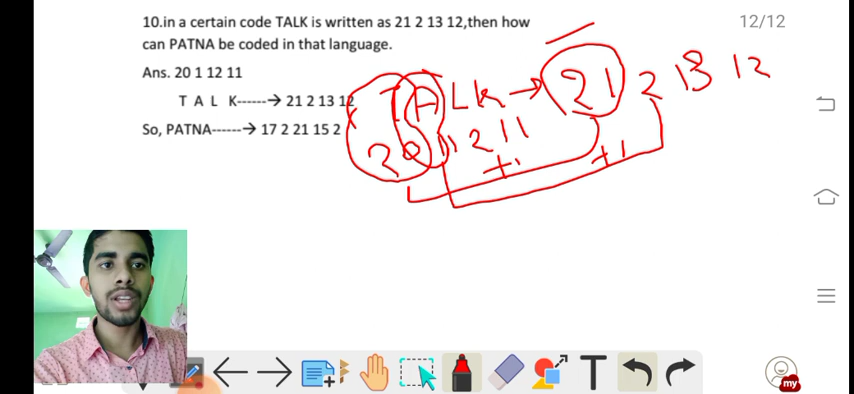 10.in a certain code TALK is written as 21 2 13 12,then how
can PATNA be coded in that language.
12/12
Ans. 20 1 12 11
T A L K------→ 21 2 13 12
So, PATNA------→ 17 2 21 15 2
TALK → 21 2 13 12
20 1 12 11
+1 +1
T
my